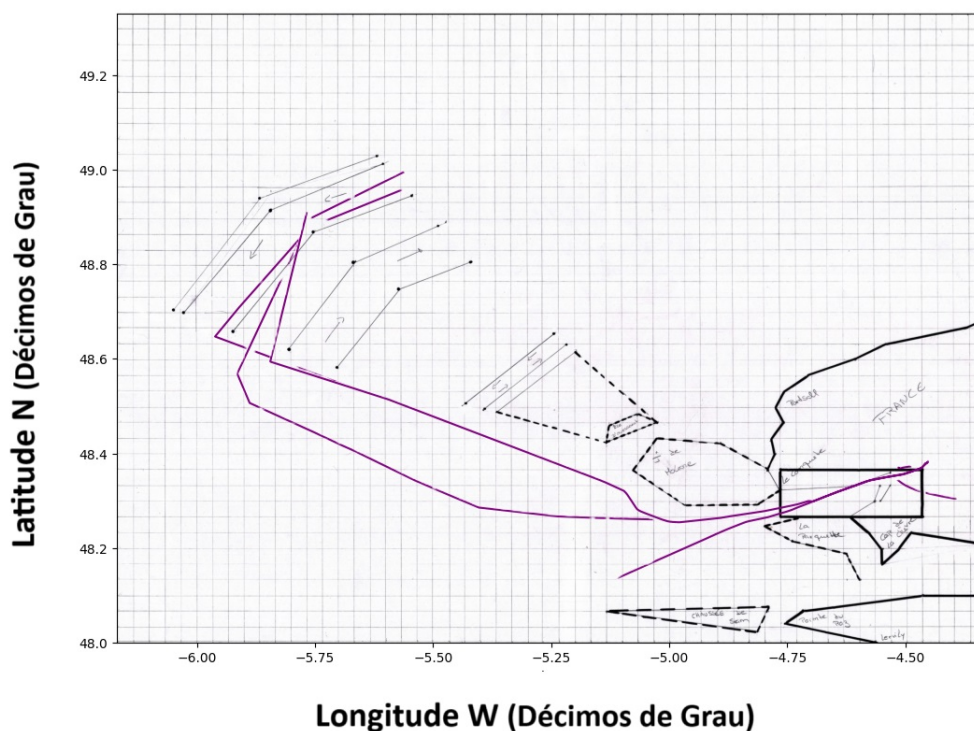 Latitude N (Décimos de Grau)
49.2
49.0
48.8
48.6
48.4
48.2
48.0
FRANCE
Le Conquet
Molène
Chaussée de Sein
−6.00
−5.75
−5.50
−5.25
−5.00
−4.75
−4.50
Longitude W (Décimos de Grau)